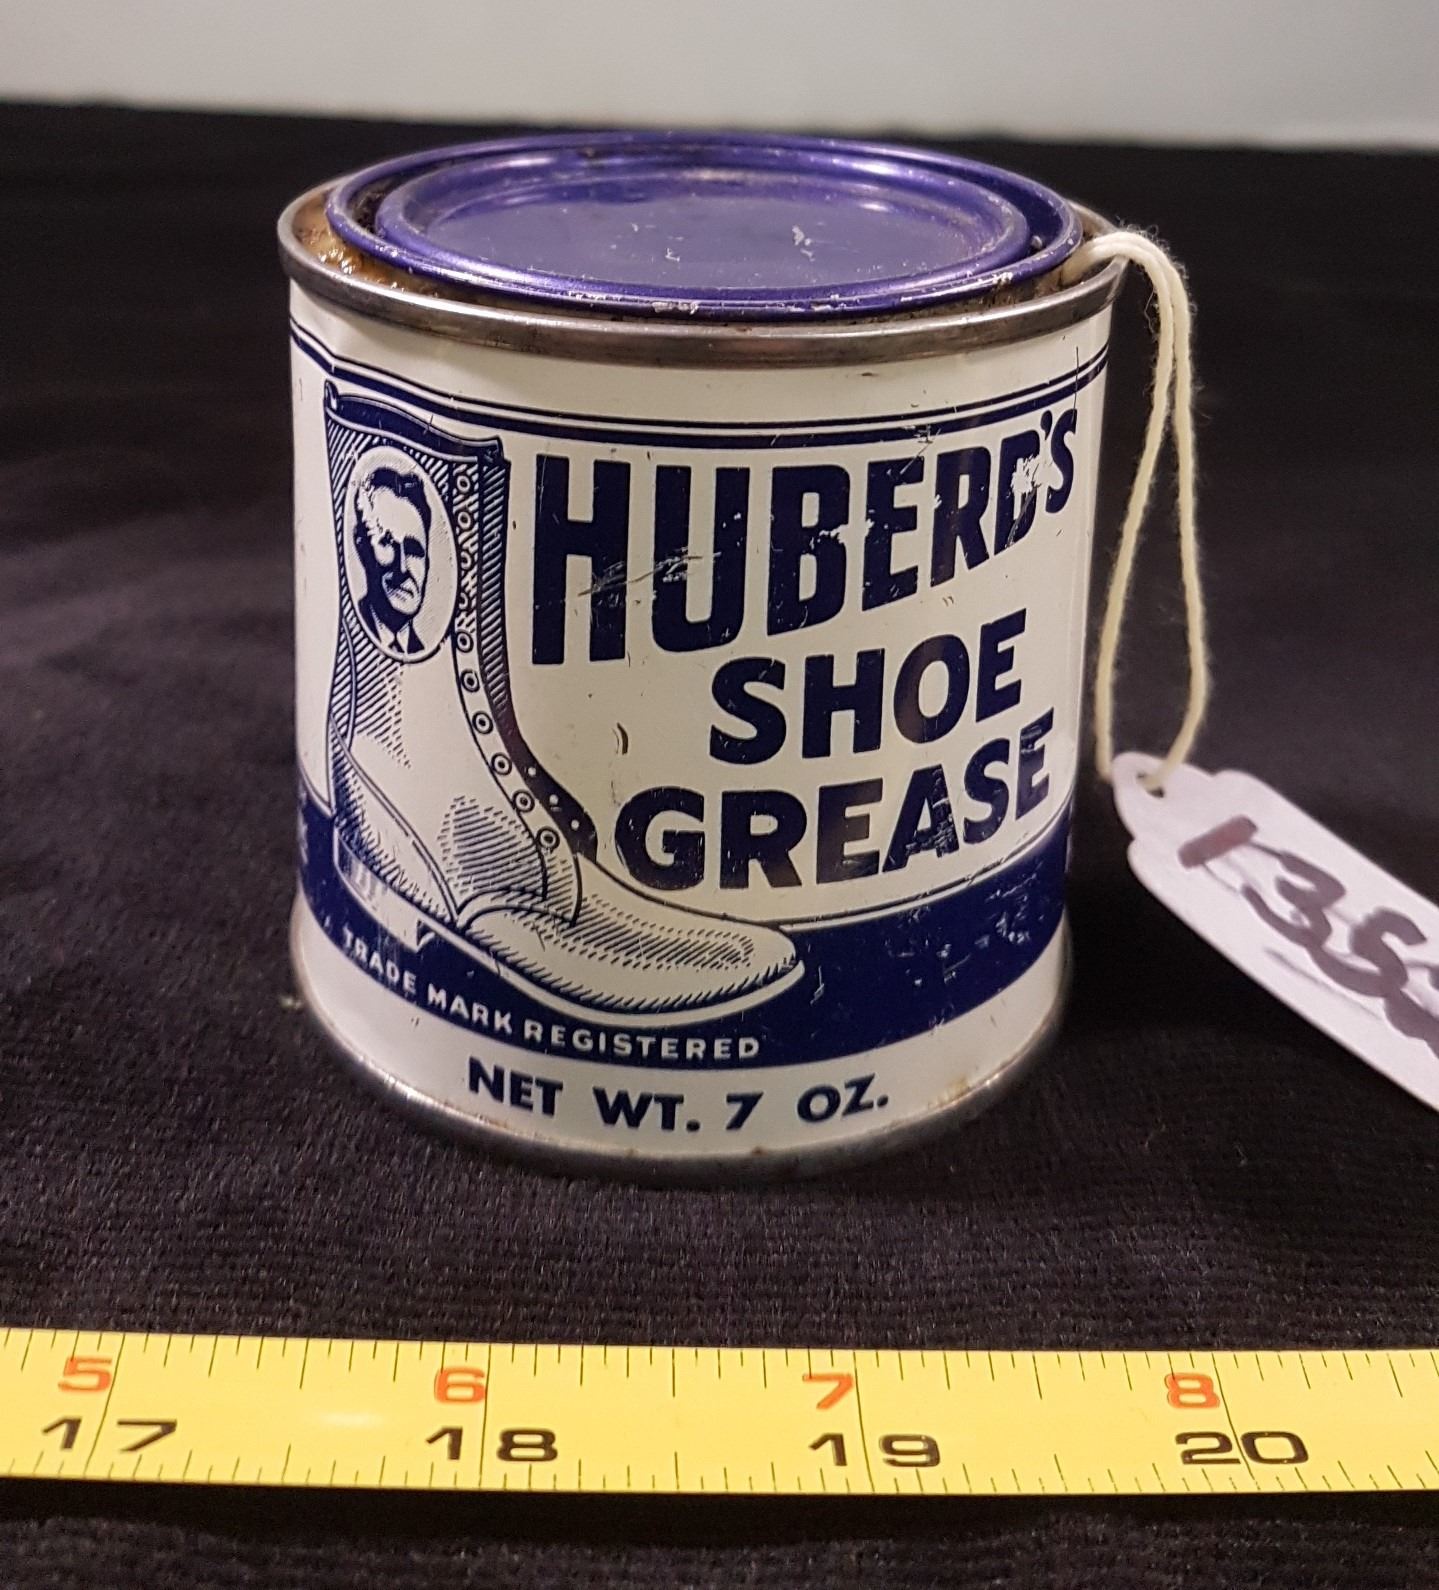 HUBERD'S
SHOE
GREASE
TRADE MARK REGISTERED
NET WT. 7 OZ.
5 6 7 8
17 18 19 20